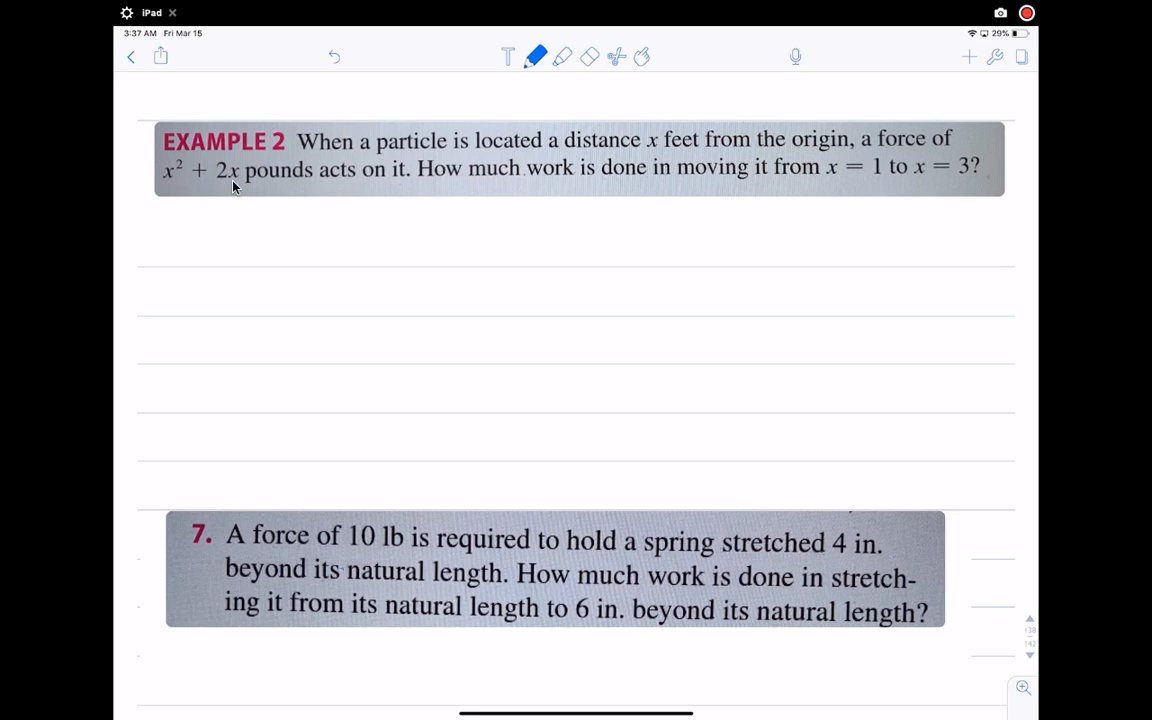 iPad
3:37 AM Fri Mar 15
29%
T
EXAMPLE 2 When a particle is located a distance x feet from the origin, a force of
x² + 2x pounds acts on it. How much work is done in moving it from x = 1 to x = 3?
7. A force of 10 lb is required to hold a spring stretched 4 in.
beyond its natural length. How much work is done in stretch-
ing it from its natural length to 6 in. beyond its natural length?
138
142